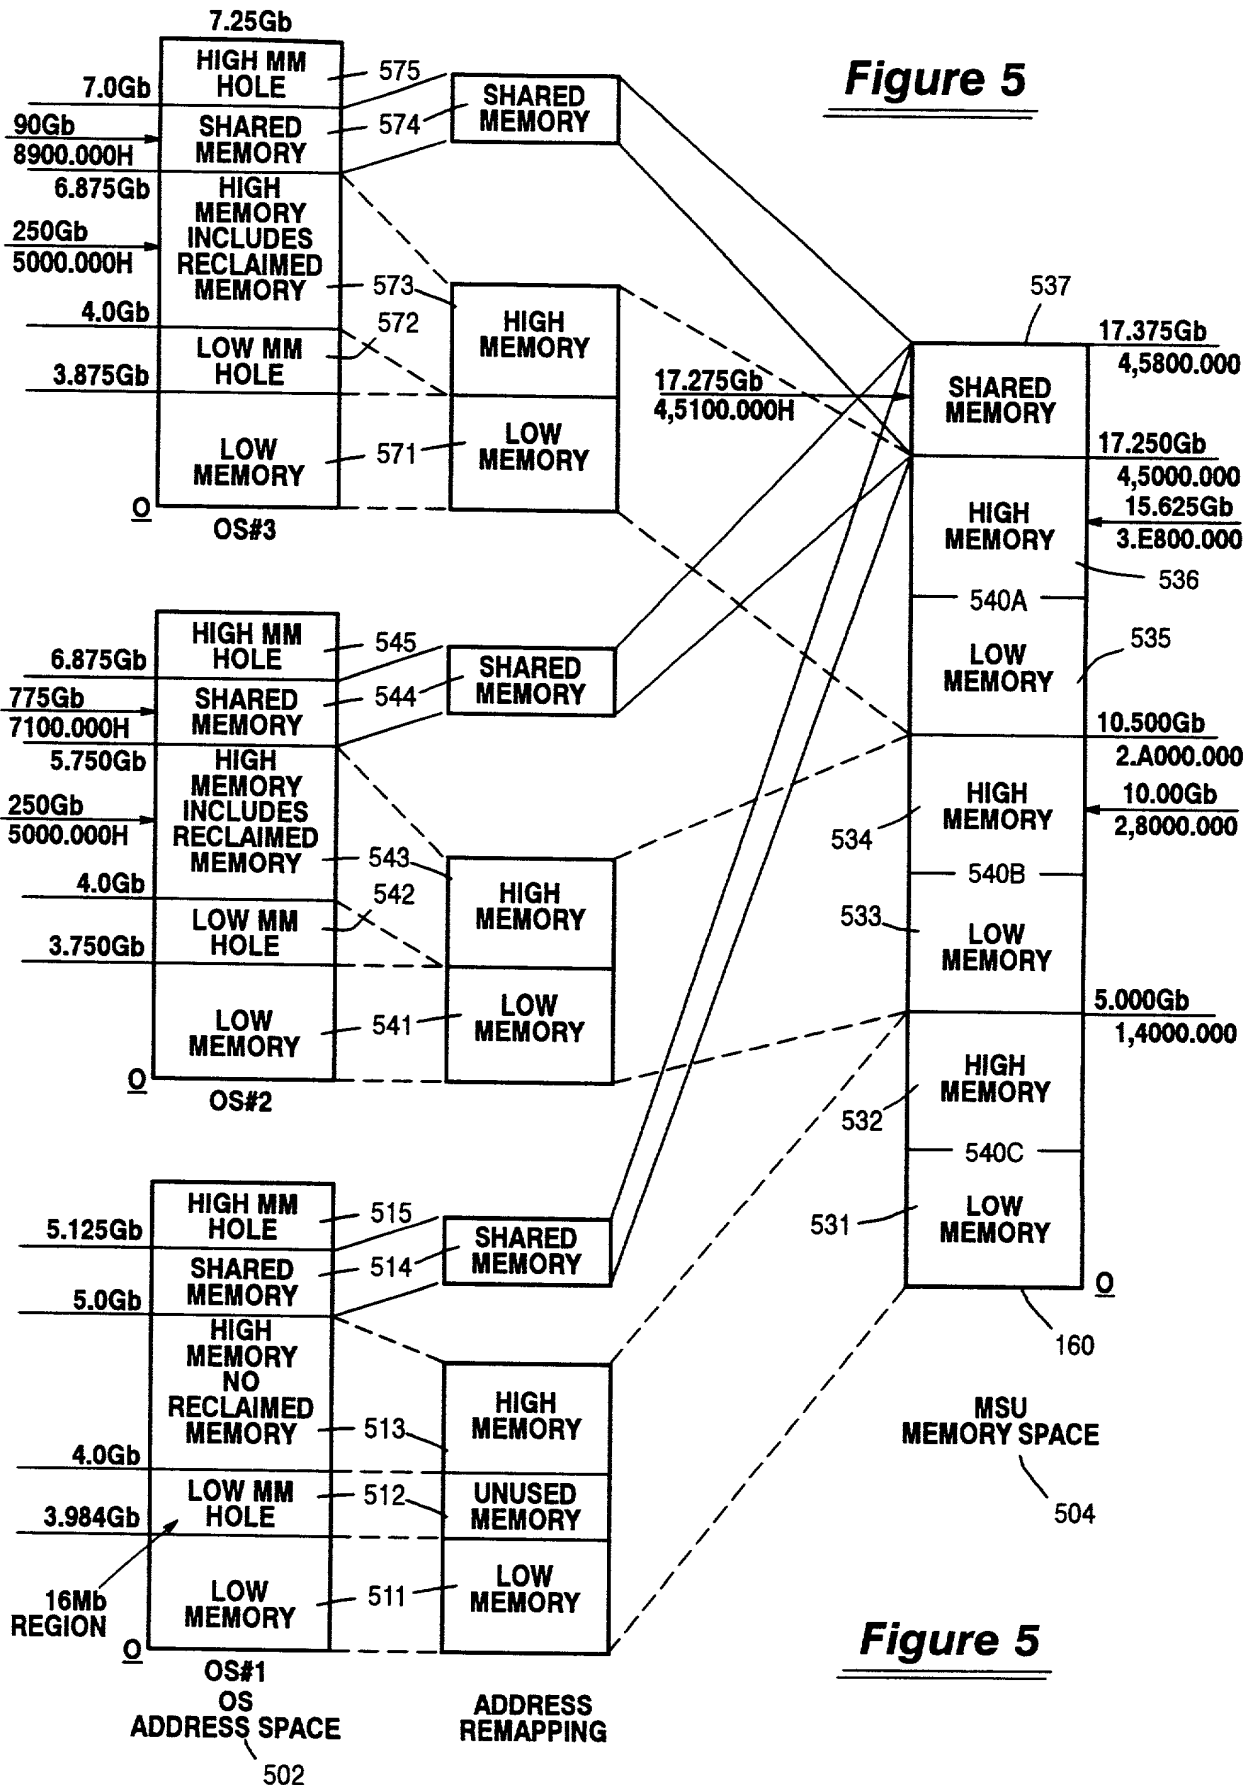 Figure 5
7.25Gb
HIGH MM
HOLE
575
7.0Gb
90Gb
8900.000H
SHARED
MEMORY
574
SHARED
MEMORY
6.875Gb
250Gb
5000.000H
HIGH
MEMORY
INCLUDES
RECLAIMED
MEMORY
573
HIGH
MEMORY
4.0Gb
LOW MM
HOLE
572
3.875Gb
LOW
MEMORY
571
LOW
MEMORY
0
OS#3
537
17.375Gb
4,5800.000
SHARED
MEMORY
17.275Gb
4,5100.000H
17.250Gb
4,5000.000
HIGH
MEMORY
15.625Gb
3.E800.000
536
540A
LOW
MEMORY
535
10.500Gb
2.A000.000
HIGH
MEMORY
10.00Gb
2,8000.000
534
540B
533
LOW
MEMORY
5.000Gb
1,4000.000
HIGH
MEMORY
532
540C
531
LOW
MEMORY
0
160
MSU
MEMORY SPACE
504
HIGH MM
HOLE
545
6.875Gb
775Gb
7100.000H
SHARED
MEMORY
544
SHARED
MEMORY
5.750Gb
250Gb
5000.000H
HIGH
MEMORY
INCLUDES
RECLAIMED
MEMORY
543
HIGH
MEMORY
4.0Gb
LOW MM
HOLE
542
3.750Gb
LOW
MEMORY
541
LOW
MEMORY
0
OS#2
HIGH MM
HOLE
515
5.125Gb
SHARED
MEMORY
514
SHARED
MEMORY
5.0Gb
HIGH
MEMORY
NO
RECLAIMED
MEMORY
513
HIGH
MEMORY
4.0Gb
LOW MM
HOLE
512
UNUSED
MEMORY
3.984Gb
16Mb
REGION
LOW
MEMORY
511
LOW
MEMORY
0
OS#1
OS
ADDRESS SPACE
502
ADDRESS
REMAPPING
Figure 5